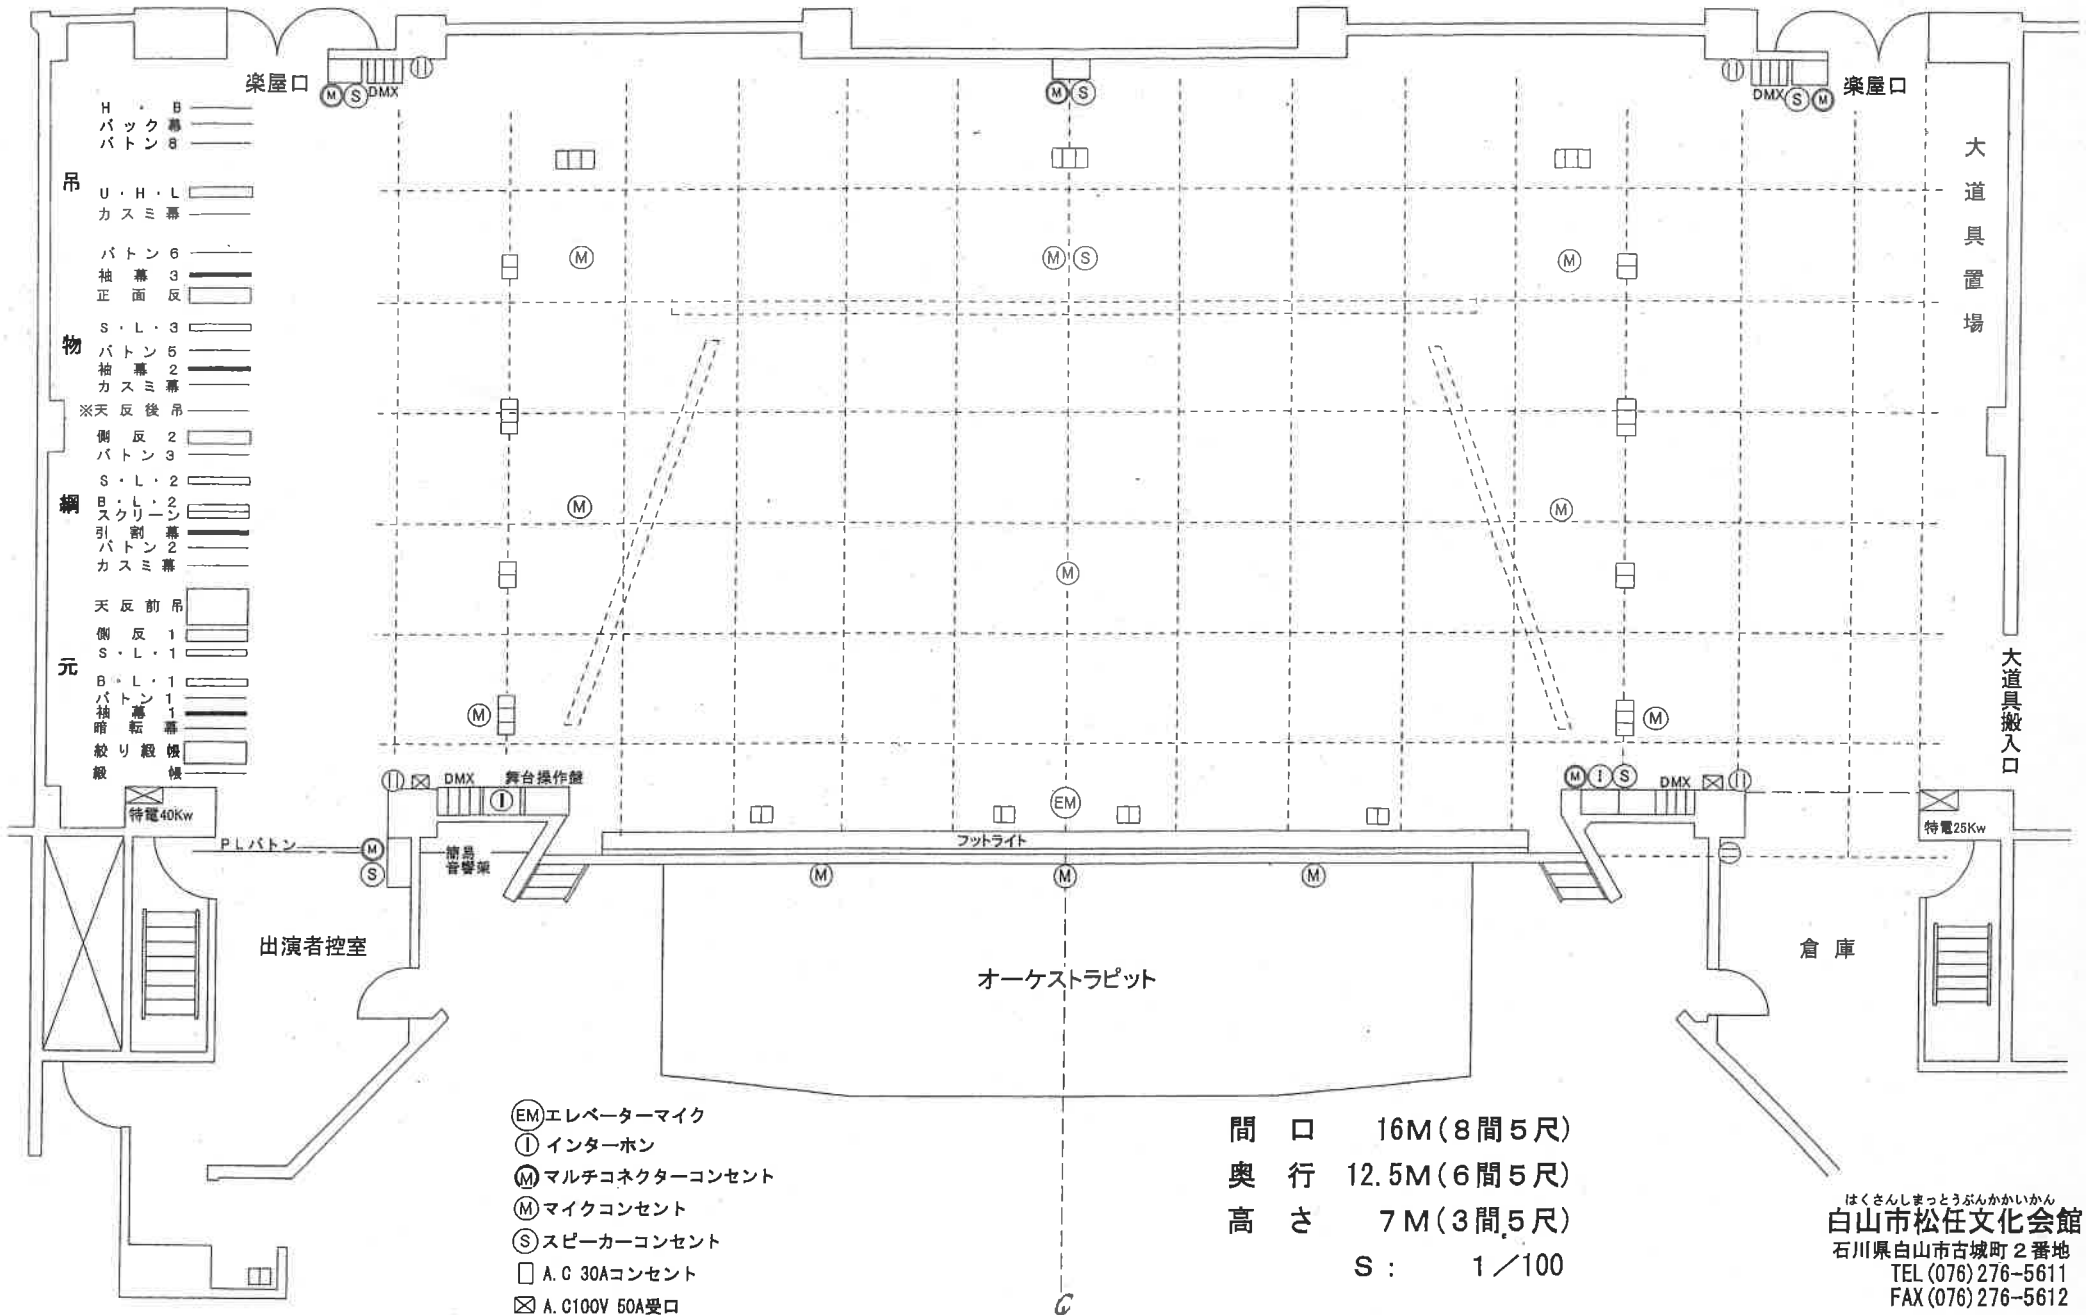 楽屋口
M S DMX
M S
DMX S M
楽屋口
H ・ B
バック幕
バトン8
吊
U・H・L
カスミ幕
バトン6
袖幕3
正面反
S・L・3
物
バトン5
袖幕2
カスミ幕
※天反後吊
側反2
バトン3
S・L・2
綱
B・L・2
スクリーン
引割幕
バトン2
カスミ幕
天反前吊
側反1
S・L・1
元
B・L・1
バトン1
袖幕1
暗転幕
絞り緞帳
緞帳
大道具置場
M
M S
M
M
M
M
M
M
大道具搬入口
DMX 舞台操作盤
I
M I S DMX
特電40Kw
特電25Kw
EM
PLバトン
M
S
簡易
音響架
フットライト
M
M
M
出演者控室
オーケストラピット
倉庫
EM エレベーターマイク
I インターホン
M マルチコネクターコンセント
M マイクコンセント
S スピーカーコンセント
A.C 30Aコンセント
A.C100V 50A受口
間口 16M(8間5尺)
奥行 12.5M(6間5尺)
高さ 7M(3間5尺)
S: 1/100
はくさんしまっとうぶんかかいかん
白山市松任文化会館
石川県白山市古城町2番地
TEL(076)276-5611
FAX(076)276-5612